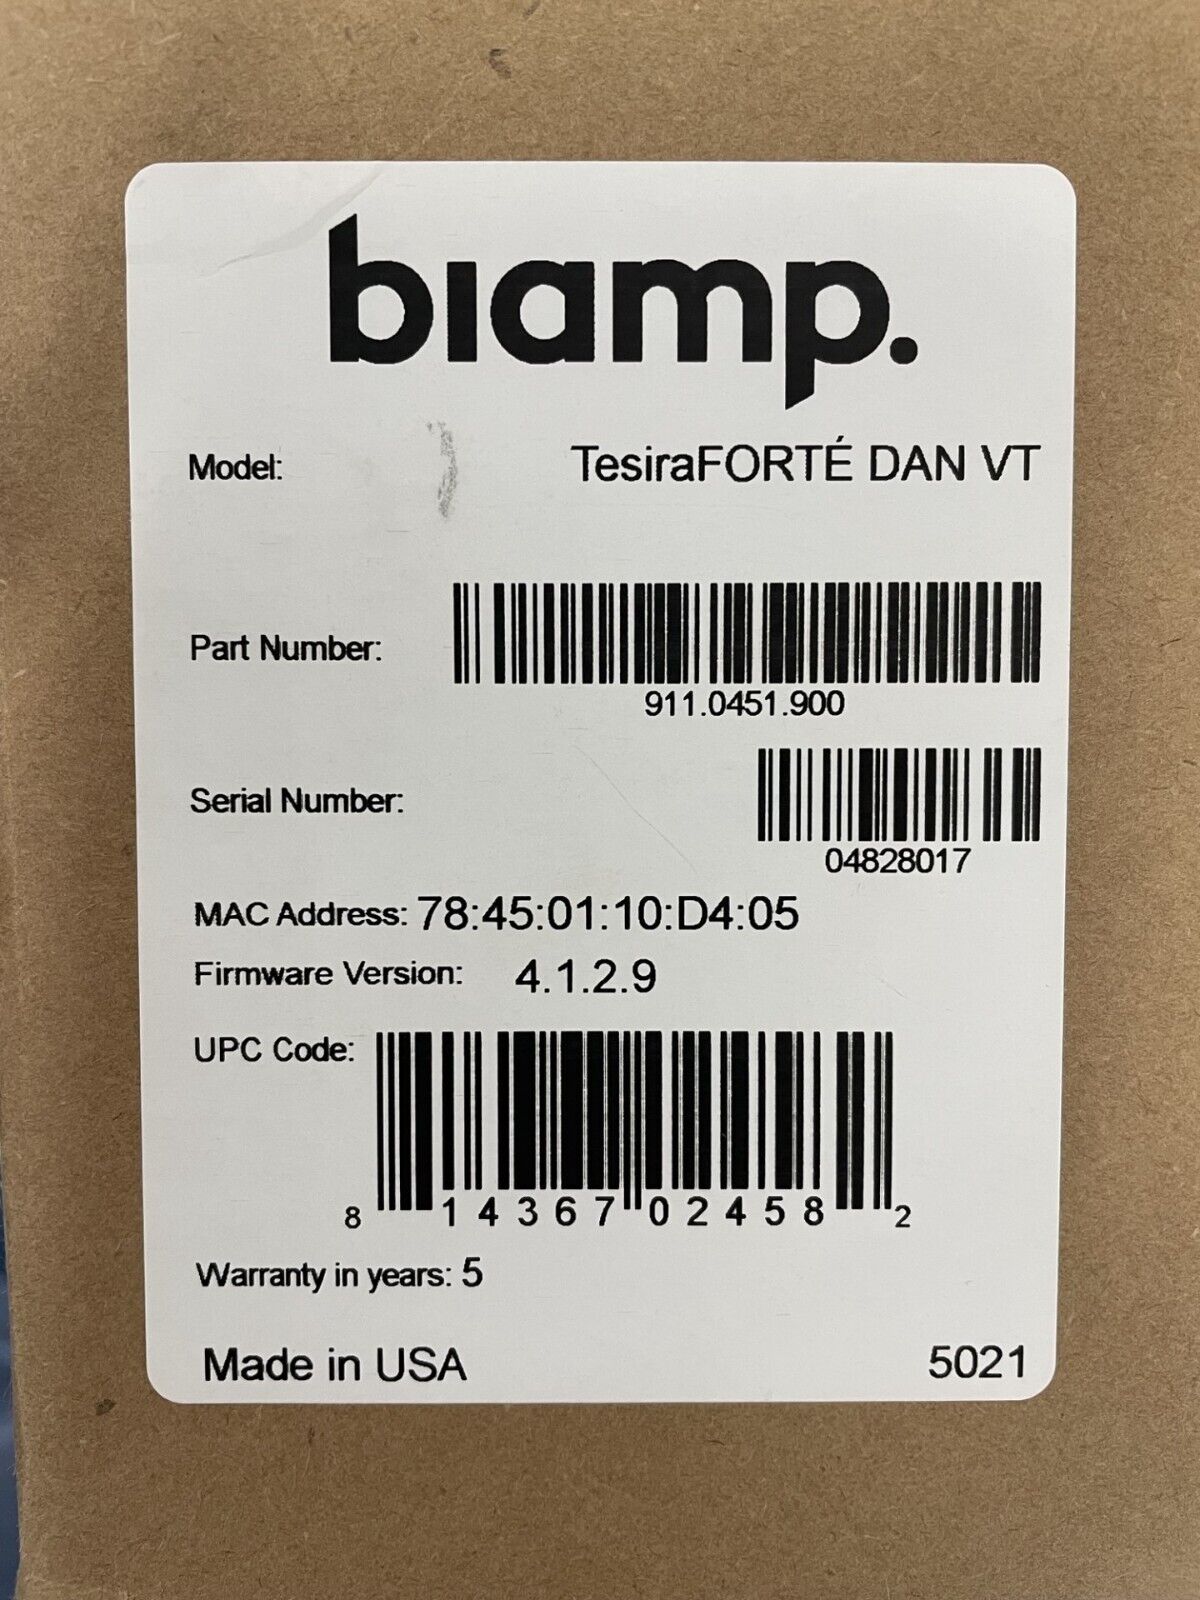 biamp.
Model: TesiraFORTÉ DAN VT
Part Number:
911.0451.900
Serial Number:
04828017
MAC Address: 78:45:01:10:D4:05
Firmware Version: 4.1.2.9
UPC Code:
8 14367 02458 2
Warranty in years: 5
Made in USA 5021